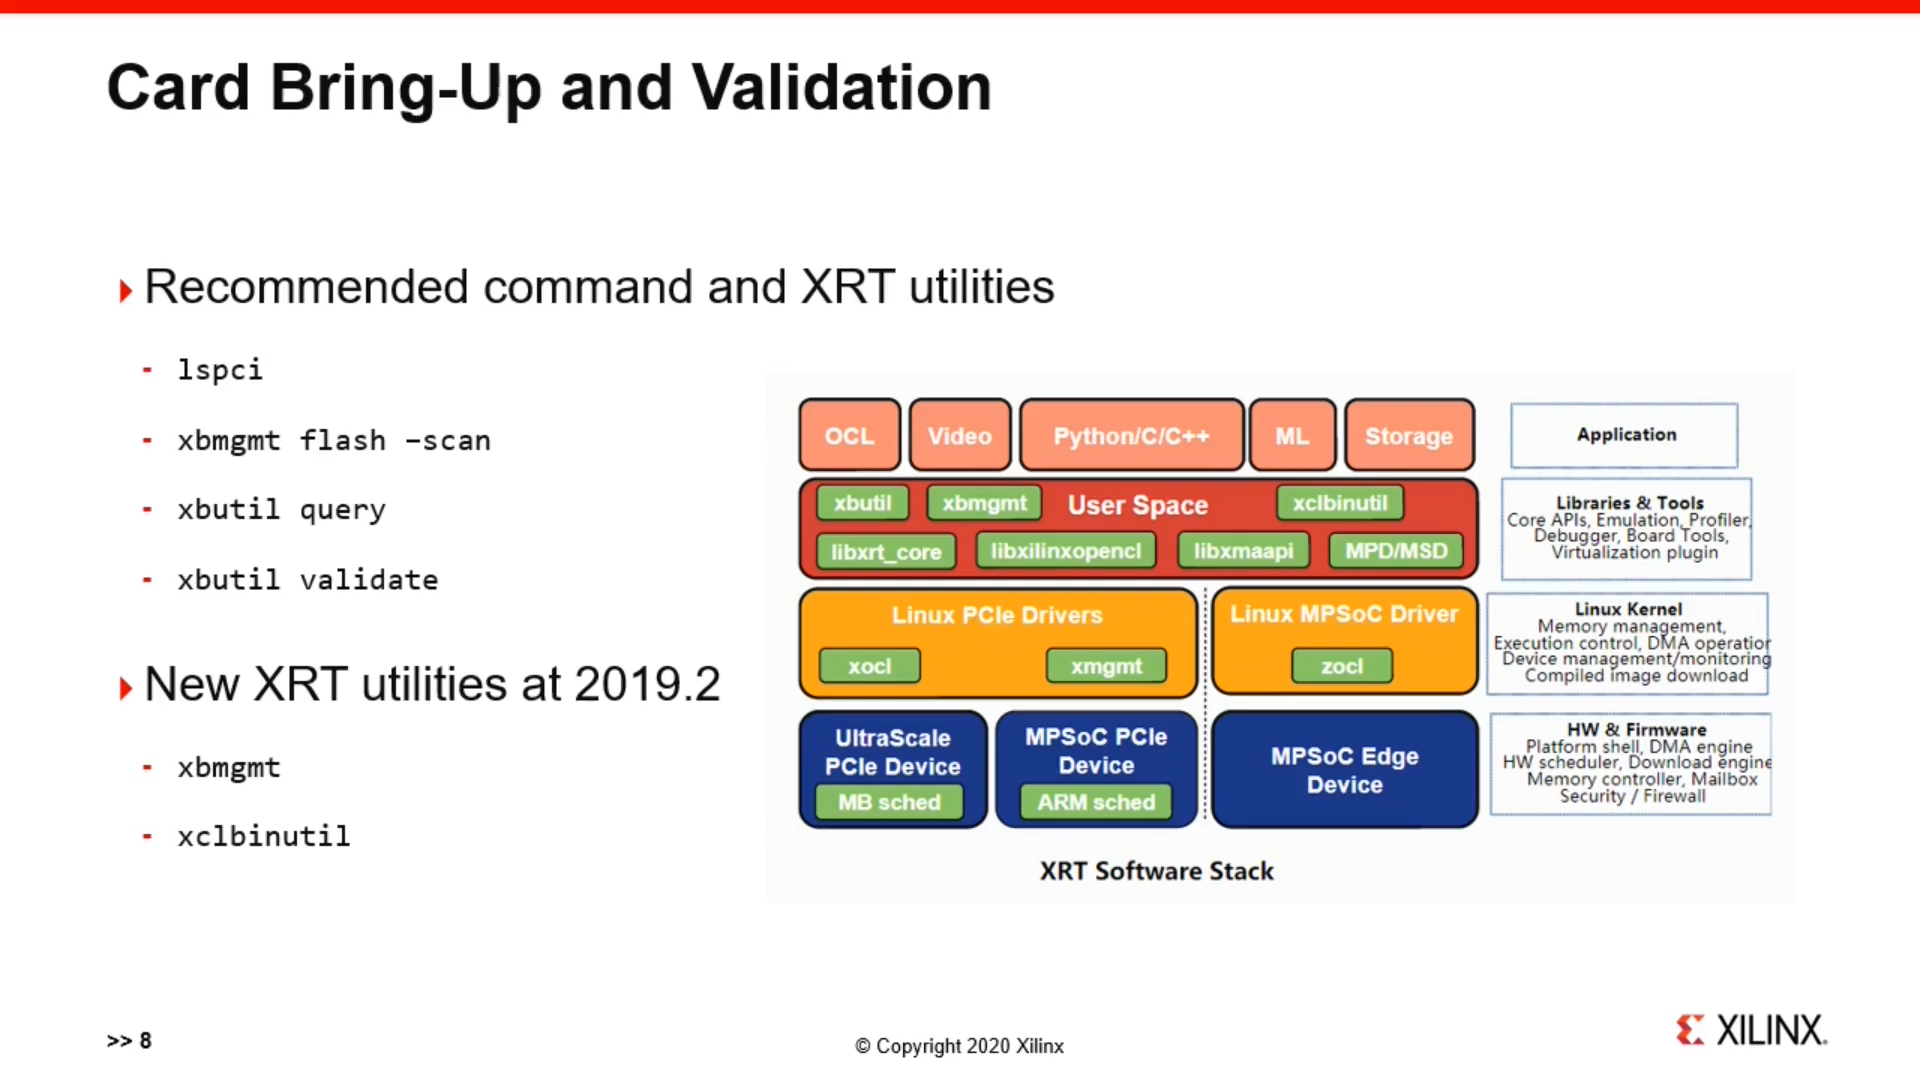 Card Bring-Up and Validation
Recommended command and XRT utilities
- lspci
- xbmgmt flash –scan
- xbutil query
- xbutil validate
New XRT utilities at 2019.2
- xbmgmt
- xclbinutil
OCL
Video
Python/C/C++
ML
Storage
Application
xbutil
xbmgmt
User Space
xclbinutil
libxrt_core
libxilinxopencl
libxmaapi
MPD/MSD
Libraries & Tools
Core APIs, Emulation, Profiler,
Debugger, Board Tools,
Virtualization plugin
Linux PCIe Drivers
xocl
xmgmt
Linux MPSoC Driver
zocl
Linux Kernel
Memory management,
Execution control, DMA operation
Device management/monitoring
Compiled image download
UltraScale
PCIe Device
MB sched
MPSoC PCIe
Device
ARM sched
MPSoC Edge
Device
HW & Firmware
Platform shell, DMA engine
HW scheduler, Download engine
Memory controller, Mailbox
Security / Firewall
XRT Software Stack
>> 8
© Copyright 2020 Xilinx
XILINX.